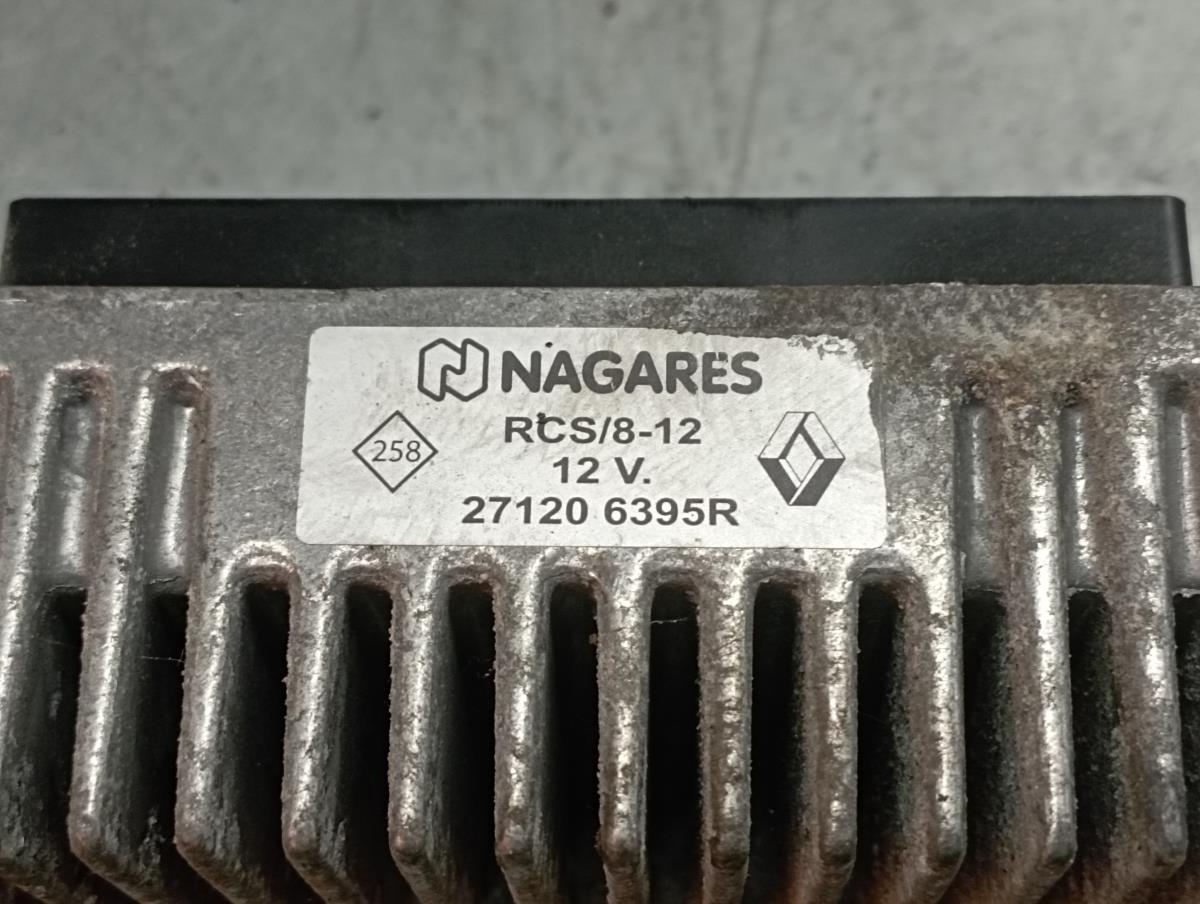 NAGARES
RCS/8-12
258
12 V.
27120 6395R